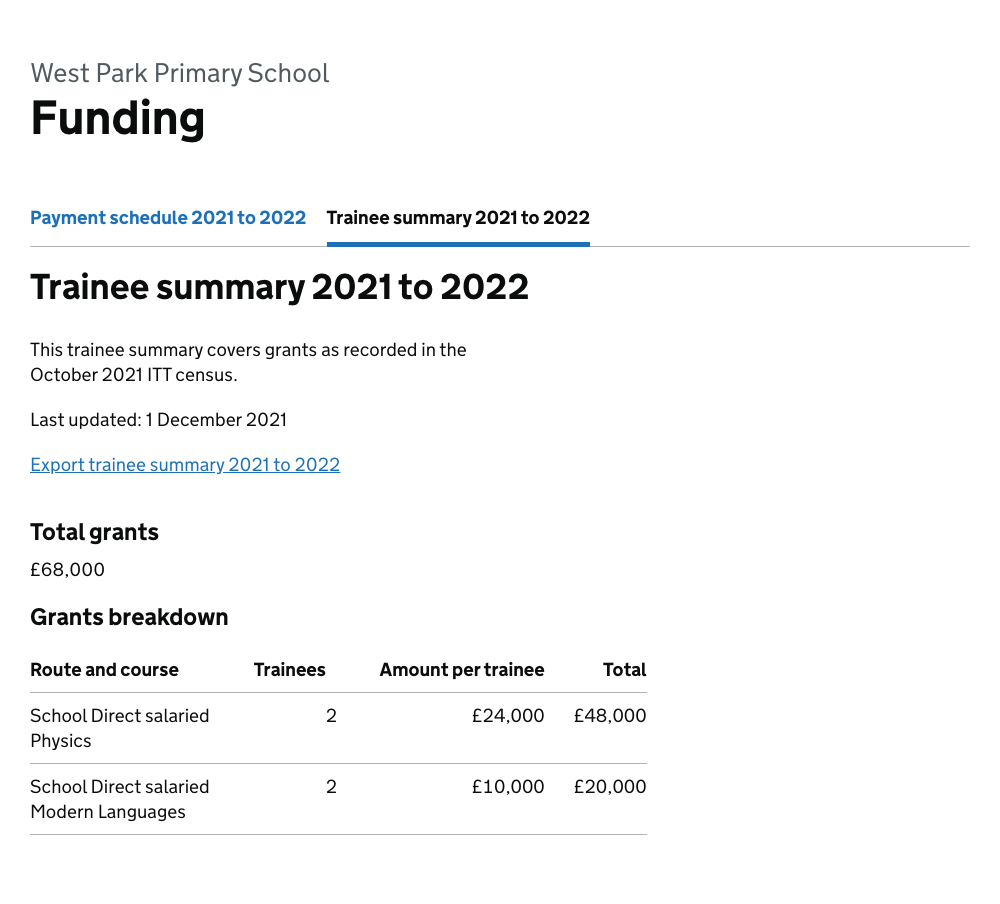 West Park Primary School
Funding
Payment schedule 2021 to 2022 Trainee summary 2021 to 2022
Trainee summary 2021 to 2022
This trainee summary covers grants as recorded in the
October 2021 ITT census.
Last updated: 1 December 2021
Export trainee summary 2021 to 2022
Total grants
£68,000
Grants breakdown
Route and course Trainees Amount per trainee Total
School Direct salaried 2 £24,000 £48,000
Physics
School Direct salaried 2 £10,000 £20,000
Modern Languages